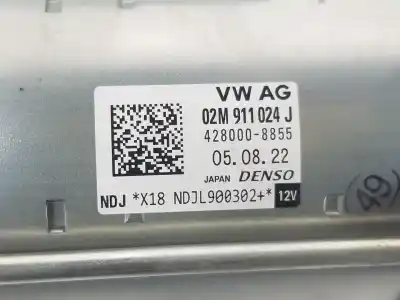 VW AG
02M 911 024 J
428000-8855
05.08.22
JAPAN DENSO
NDJ *X18 NDJL900302+* 12V
49